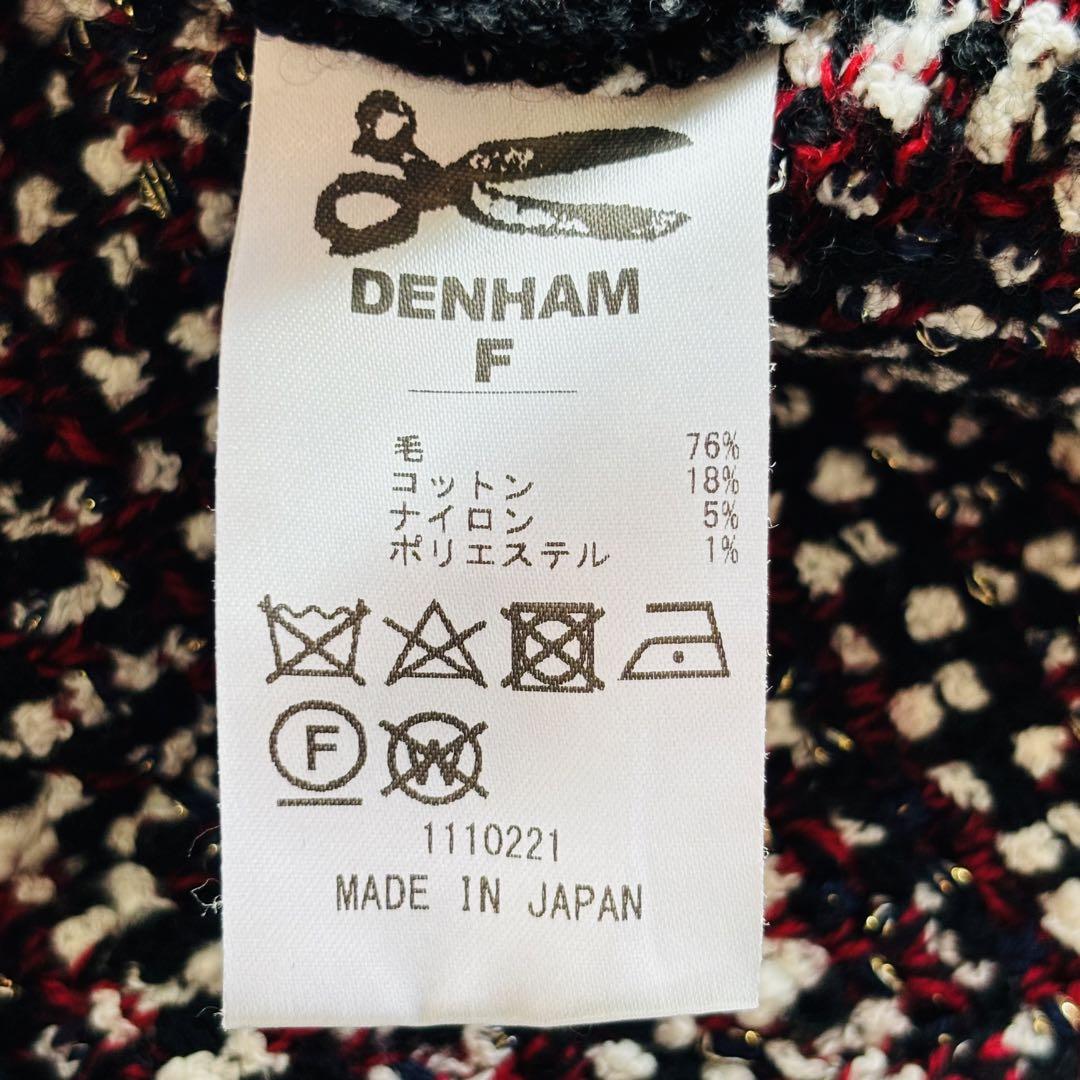 DENHAM
F
毛 76%
コットン 18%
ナイロン 5%
ポリエステル 1%
F W
1110221
MADE IN JAPAN